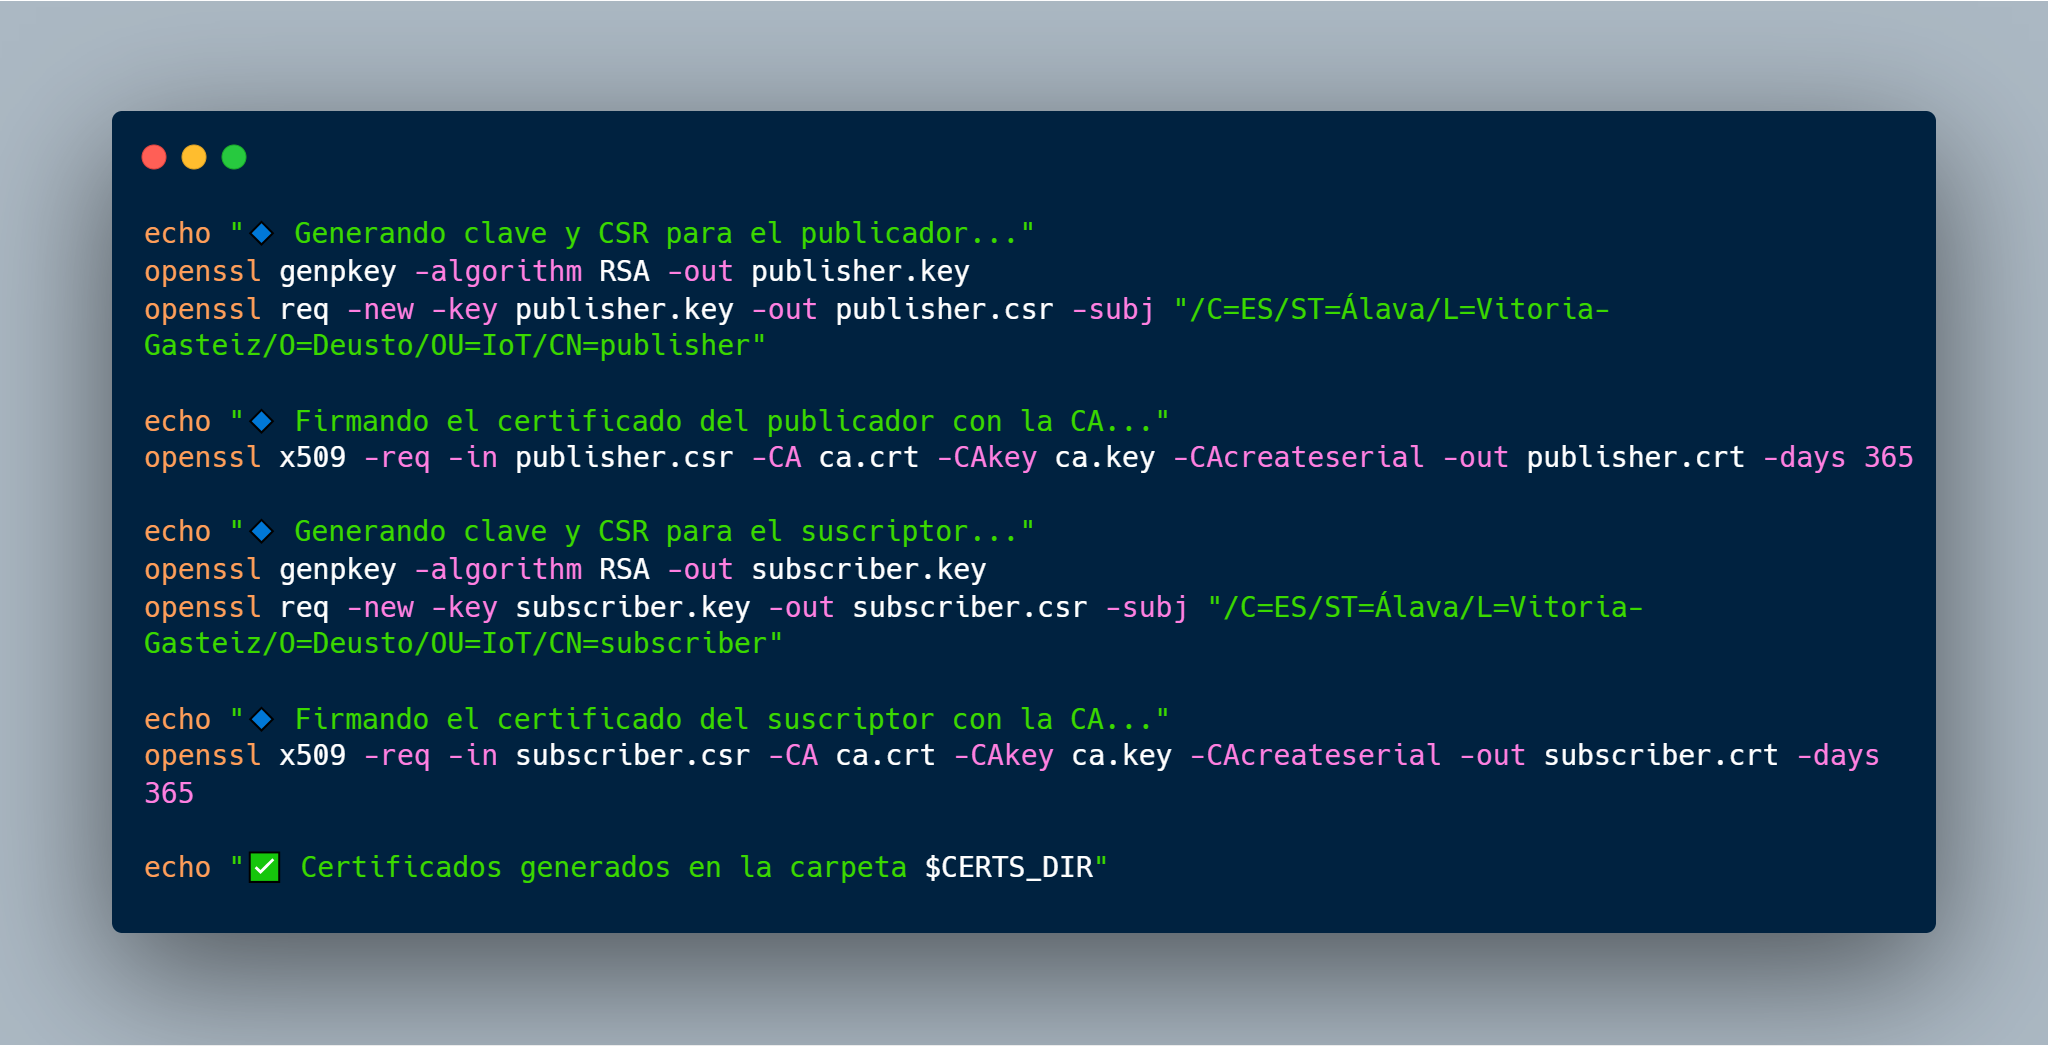 echo "🔹 Generando clave y CSR para el publicador..."
openssl genpkey -algorithm RSA -out publisher.key
openssl req -new -key publisher.key -out publisher.csr -subj "/C=ES/ST=Álava/L=Vitoria-
Gasteiz/O=Deusto/OU=IoT/CN=publisher"
echo "🔹 Firmando el certificado del publicador con la CA..."
openssl x509 -req -in publisher.csr -CA ca.crt -CAkey ca.key -CAcreateserial -out publisher.crt -days 365
echo "🔹 Generando clave y CSR para el suscriptor..."
openssl genpkey -algorithm RSA -out subscriber.key
openssl req -new -key subscriber.key -out subscriber.csr -subj "/C=ES/ST=Álava/L=Vitoria-
Gasteiz/O=Deusto/OU=IoT/CN=subscriber"
echo "🔹 Firmando el certificado del suscriptor con la CA..."
openssl x509 -req -in subscriber.csr -CA ca.crt -CAkey ca.key -CAcreateserial -out subscriber.crt -days
365
echo "✅ Certificados generados en la carpeta $CERTS_DIR"